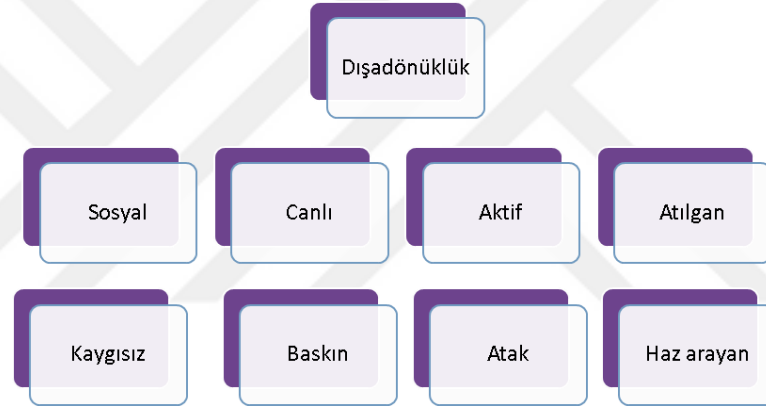 Dışadönüklük
Sosyal
Canlı
Aktif
Atılgan
Kaygısız
Baskın
Atak
Haz arayan